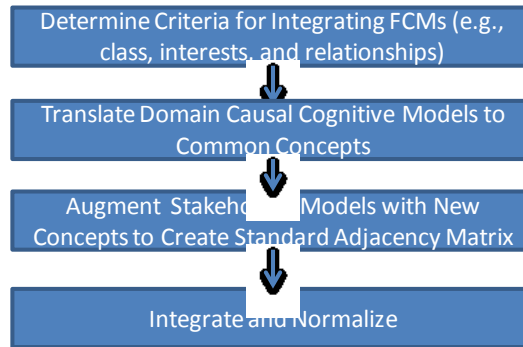 Determine Criteria for Integrating FCMs (e.g.,
class, interests, and relationships)
Translate Domain Causal Cognitive Models to
Common Concepts
Augment Models with New
Concepts to Create Standard Adjacency Matrix
Integrate and Normalize